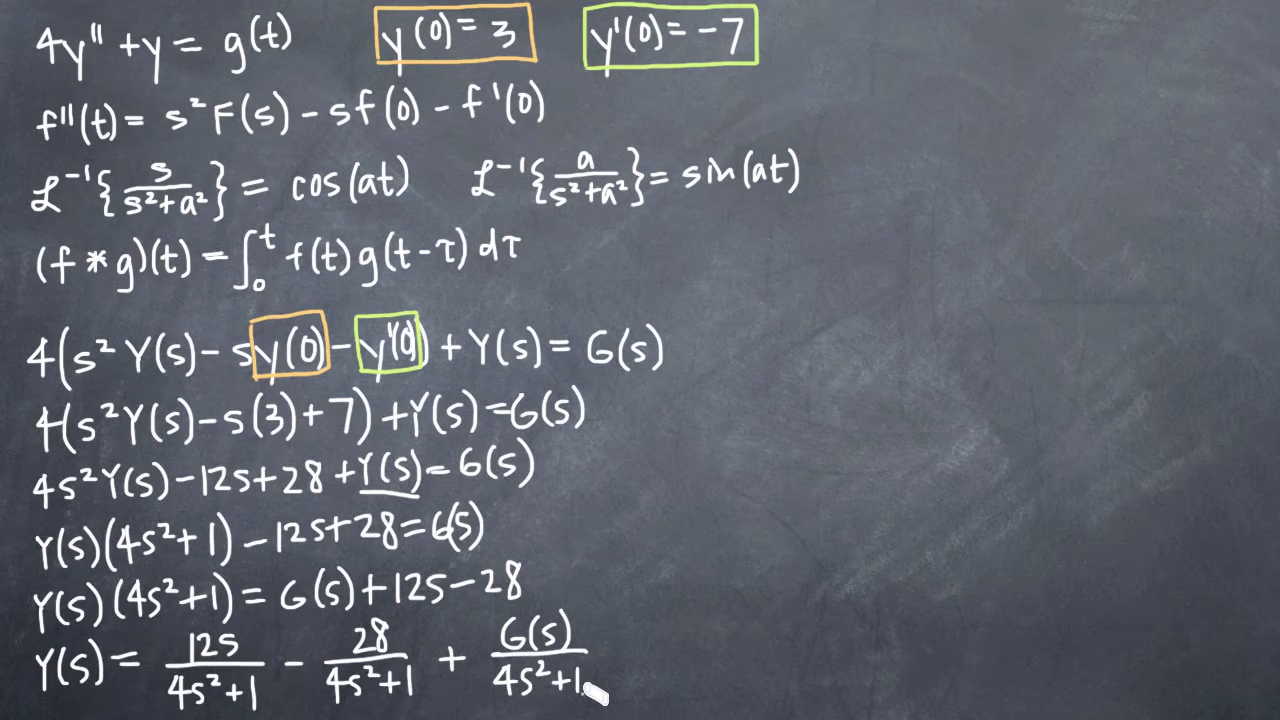 4y'' + y = g(t) y(0) = 3 y'(0) = -7
f''(t) = s²F(s) - sf(0) - f'(0)
ℒ⁻¹{s/(s²+a²)} = cos(at) ℒ⁻¹{a/(s²+a²)} = sin(at)
(f * g)(t) = ∫₀ᵗ f(t)g(t-τ) dτ
4(s²Y(s) - sy(0) - y'(0)) + Y(s) = G(s)
4(s²Y(s) - s(3) + 7) + Y(s) = G(s)
4s²Y(s) - 12s + 28 + Y(s) = G(s)
Y(s)(4s²+1) - 12s + 28 = G(s)
Y(s)(4s²+1) = G(s) + 12s - 28
Y(s) = 12s/(4s²+1) - 28/(4s²+1) + G(s)/(4s²+1)